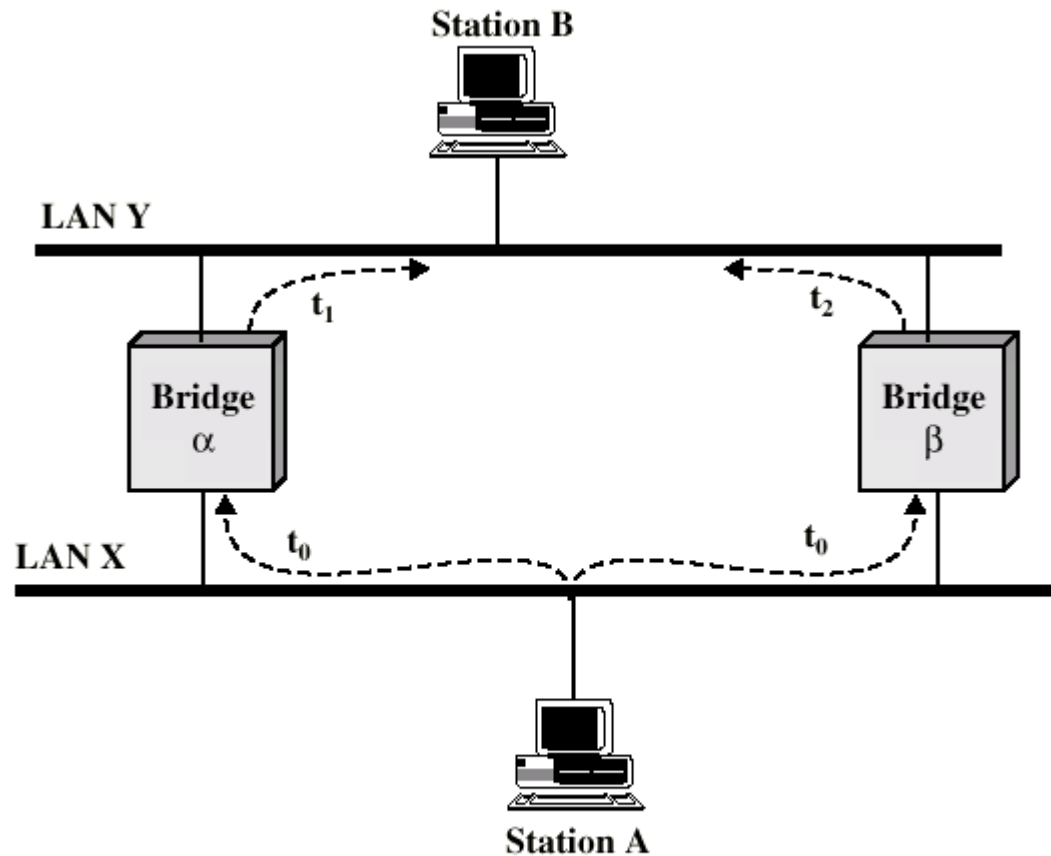 Station B
LAN Y
t₁
t₂
Bridge
α
Bridge
β
t₀
t₀
LAN X
Station A